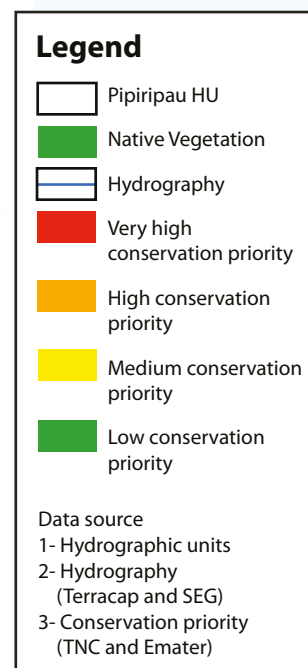 Legend
Pipiripau HU
Native Vegetation
Hydrography
Very high
conservation priority
High conservation
priority
Medium conservation
priority
Low conservation
priority
Data source
1- Hydrographic units
2- Hydrography
(Terracap and SEG)
3- Conservation priority
(TNC and Emater)